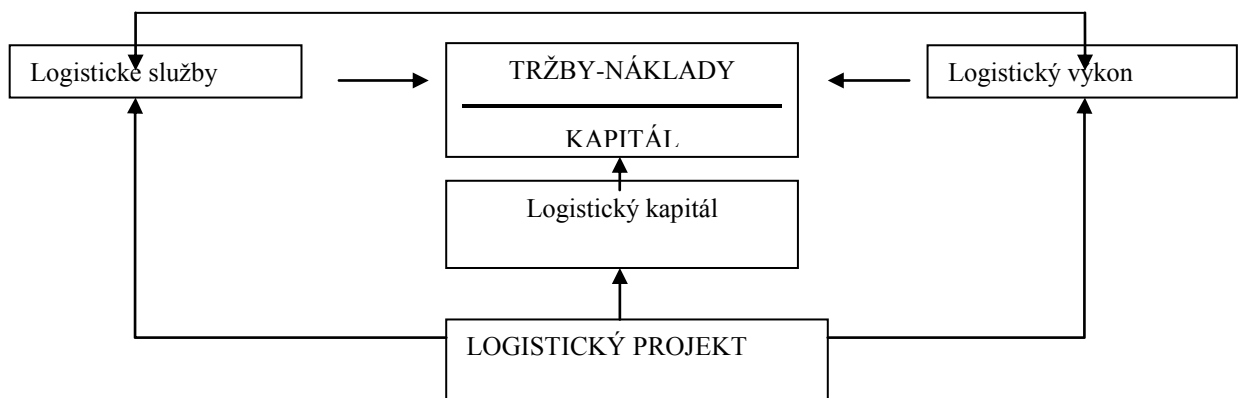 Logistické služby
TRŽBY-NÁKLADY
Logistický výkon
KAPITÁL
Logistický kapitál
LOGISTICKÝ PROJEKT